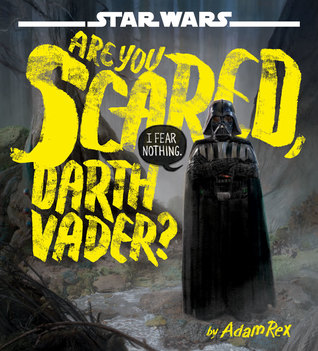 STAR WARS
ARE YOU
SCARED,
DARTH
VADER?
I FEAR
NOTHING.
by Adam Rex